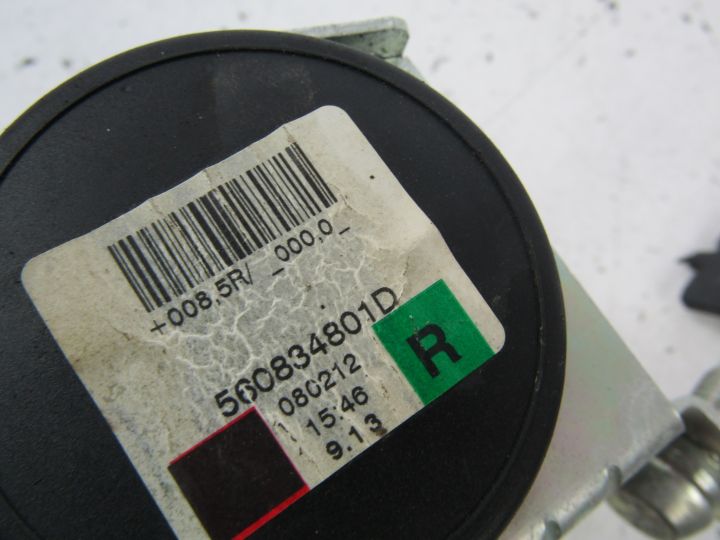 +008,5R/ _000,0_
560834801D
R
080212
15:46
9.13